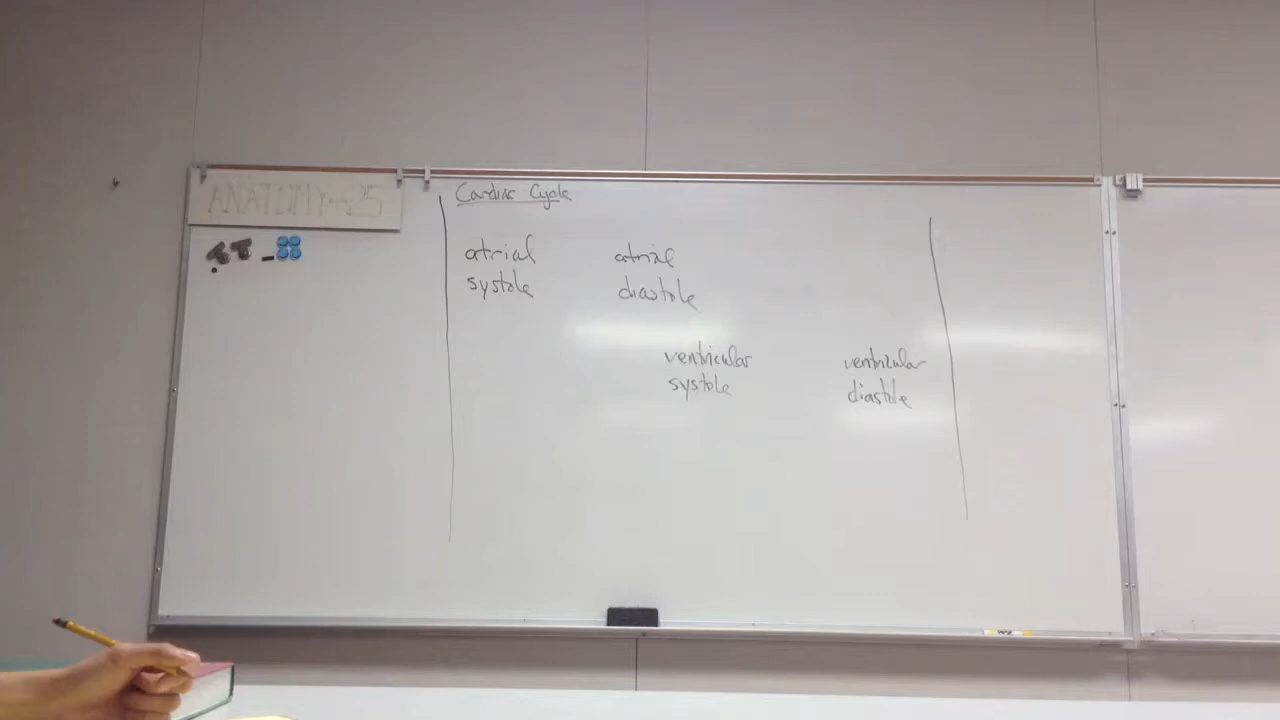 ANATOMY--25
Cardiac Cycle
atrial
systole
atrial
diastole
ventricular
systole
ventricular
diastole